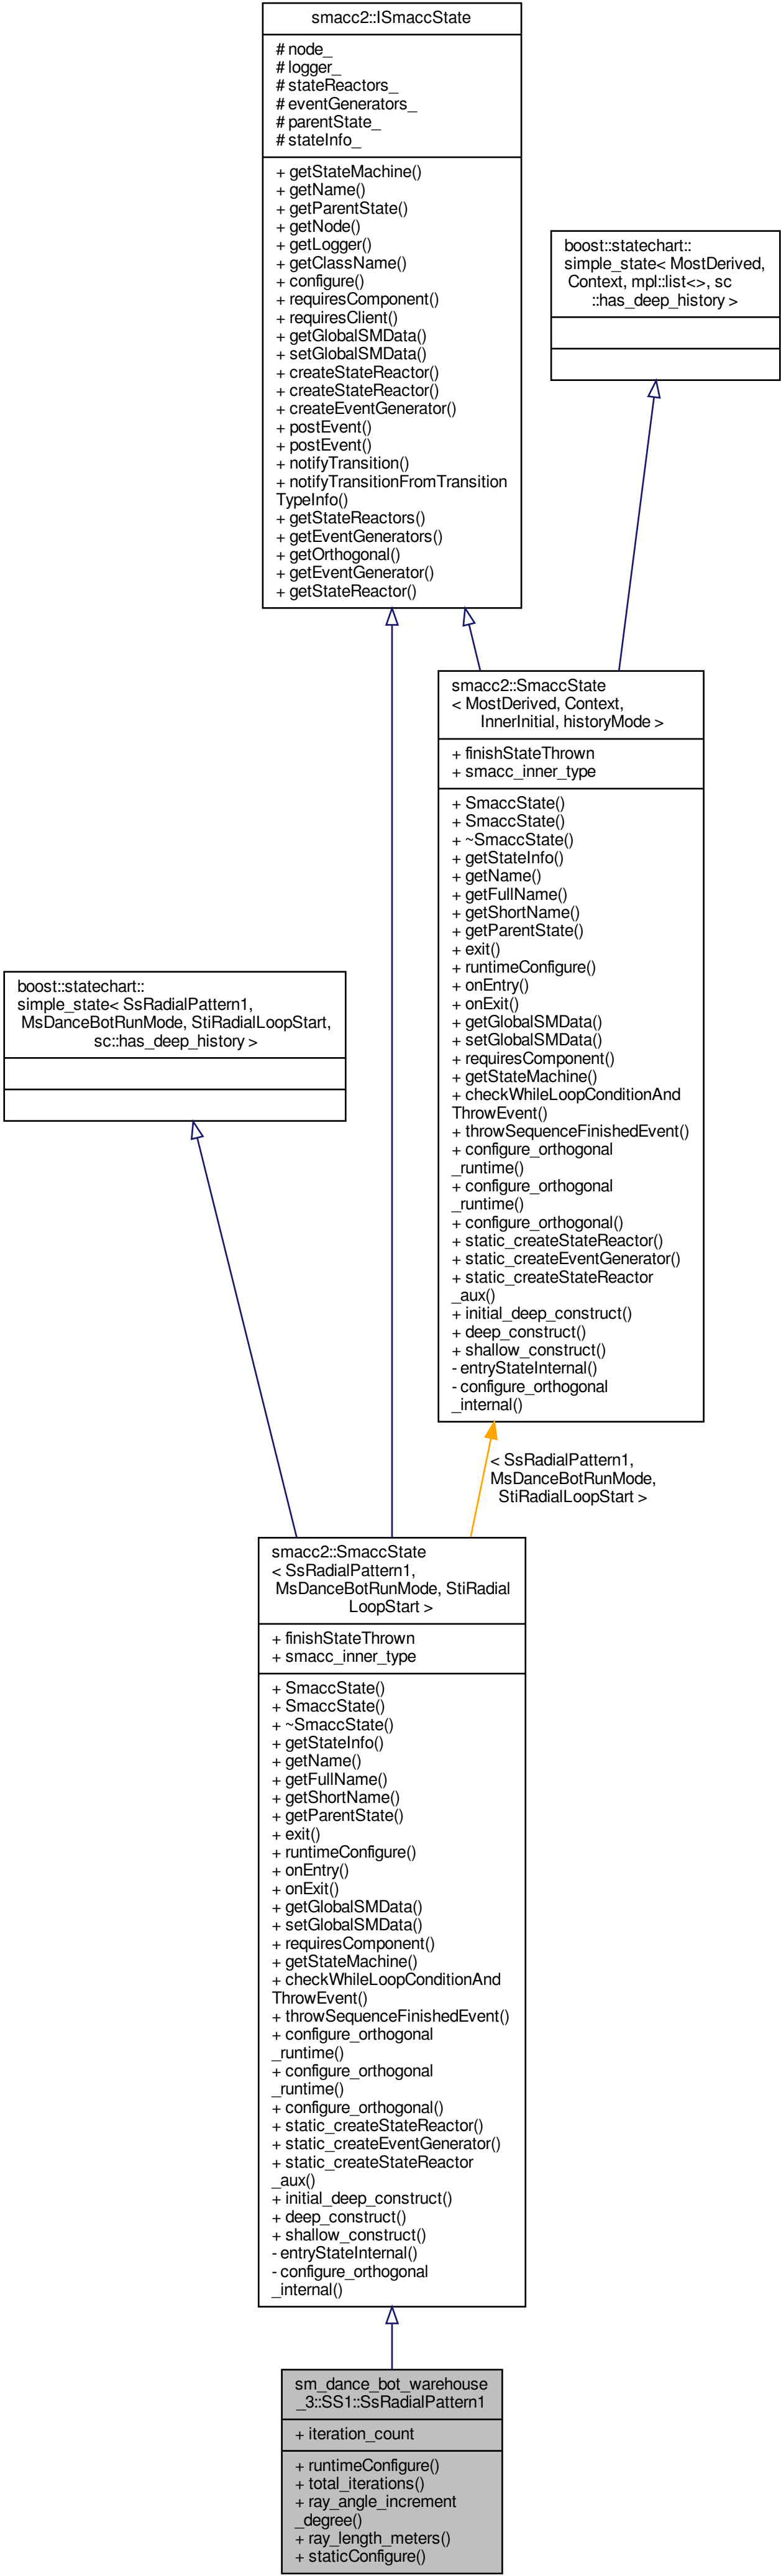 smacc2::ISmaccState
# node_
# logger_
# stateReactors_
# eventGenerators_
# parentState_
# stateInfo_
+ getStateMachine()
+ getName()
+ getParentState()
+ getNode()
+ getLogger()
+ getClassName()
+ configure()
+ requiresComponent()
+ requiresClient()
+ getGlobalSMData()
+ setGlobalSMData()
+ createStateReactor()
+ createStateReactor()
+ createEventGenerator()
+ postEvent()
+ postEvent()
+ notifyTransition()
+ notifyTransitionFromTransition
TypeInfo()
+ getStateReactors()
+ getEventGenerators()
+ getOrthogonal()
+ getEventGenerator()
+ getStateReactor()
boost::statechart::
simple_state< MostDerived,
Context, mpl::list<>, sc
::has_deep_history >
smacc2::SmaccState
< MostDerived, Context,
InnerInitial, historyMode >
+ finishStateThrown
+ smacc_inner_type
+ SmaccState()
+ SmaccState()
+ ~SmaccState()
+ getStateInfo()
+ getName()
+ getFullName()
+ getShortName()
+ getParentState()
+ exit()
+ runtimeConfigure()
+ onEntry()
+ onExit()
+ getGlobalSMData()
+ setGlobalSMData()
+ requiresComponent()
+ getStateMachine()
+ checkWhileLoopConditionAnd
ThrowEvent()
+ throwSequenceFinishedEvent()
+ configure_orthogonal
_runtime()
+ configure_orthogonal
_runtime()
+ configure_orthogonal()
+ static_createStateReactor()
+ static_createEventGenerator()
+ static_createStateReactor
_aux()
+ initial_deep_construct()
+ deep_construct()
+ shallow_construct()
- entryStateInternal()
- configure_orthogonal
_internal()
boost::statechart::
simple_state< SsRadialPattern1,
MsDanceBotRunMode, StiRadialLoopStart,
sc::has_deep_history >
< SsRadialPattern1,
MsDanceBotRunMode,
StiRadialLoopStart >
smacc2::SmaccState
< SsRadialPattern1,
MsDanceBotRunMode, StiRadial
LoopStart >
+ finishStateThrown
+ smacc_inner_type
+ SmaccState()
+ SmaccState()
+ ~SmaccState()
+ getStateInfo()
+ getName()
+ getFullName()
+ getShortName()
+ getParentState()
+ exit()
+ runtimeConfigure()
+ onEntry()
+ onExit()
+ getGlobalSMData()
+ setGlobalSMData()
+ requiresComponent()
+ getStateMachine()
+ checkWhileLoopConditionAnd
ThrowEvent()
+ throwSequenceFinishedEvent()
+ configure_orthogonal
_runtime()
+ configure_orthogonal
_runtime()
+ configure_orthogonal()
+ static_createStateReactor()
+ static_createEventGenerator()
+ static_createStateReactor
_aux()
+ initial_deep_construct()
+ deep_construct()
+ shallow_construct()
- entryStateInternal()
- configure_orthogonal
_internal()
sm_dance_bot_warehouse
_3::SS1::SsRadialPattern1
+ iteration_count
+ runtimeConfigure()
+ total_iterations()
+ ray_angle_increment
_degree()
+ ray_length_meters()
+ staticConfigure()